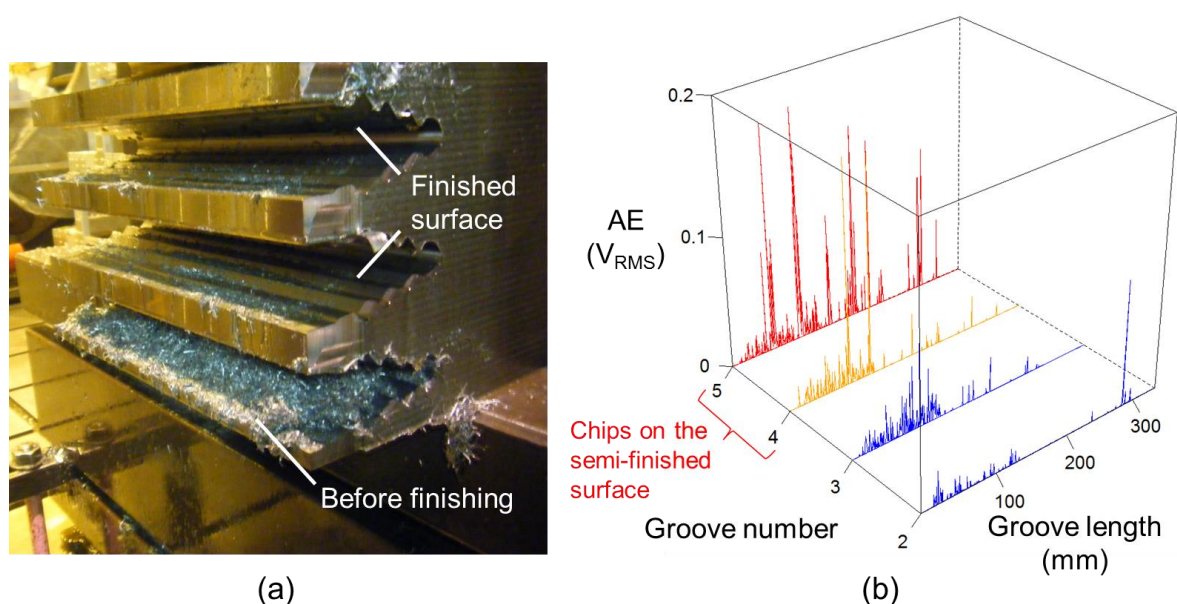 Finished
surface
Before finishing
(a)
AE
(V_RMS)
0.2
0.1
0
5
4
3
2
Chips on the
semi-finished
surface
Groove number
100
200
300
Groove length
(mm)
(b)